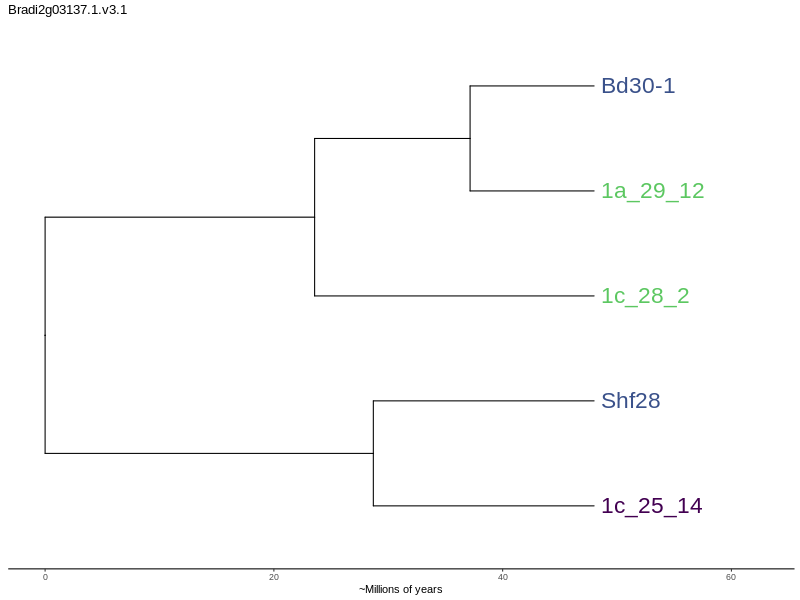 Bradi2g03137.1.v3.1
Bd30-1
1a_29_12
1c_28_2
Shf28
1c_25_14
0 20 40 60
~Millions of years